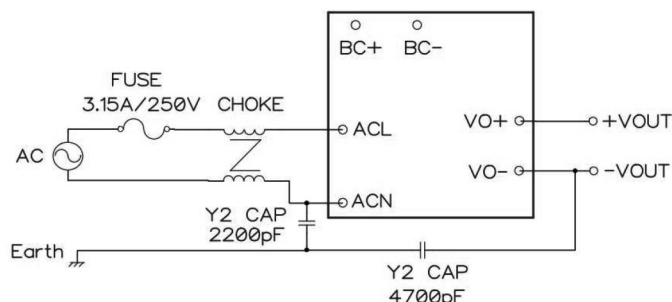 BC+ BC-
FUSE
3.15A/250V CHOKE
ACL
VO+ +VOUT
AC
VO- -VOUT
ACN
Y2 CAP
2200pF
Earth
Y2 CAP
4700pF